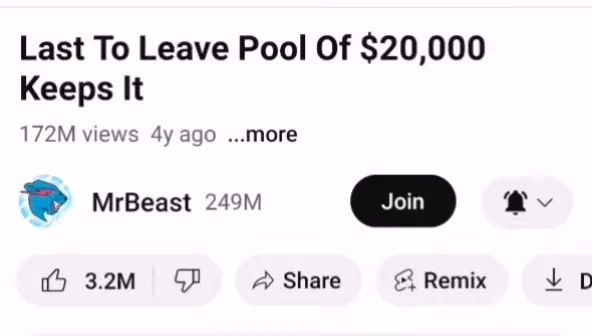 Last To Leave Pool Of $20,000
Keeps It
172M views 4y ago ...more
MrBeast 249M Join
3.2M Share Remix D